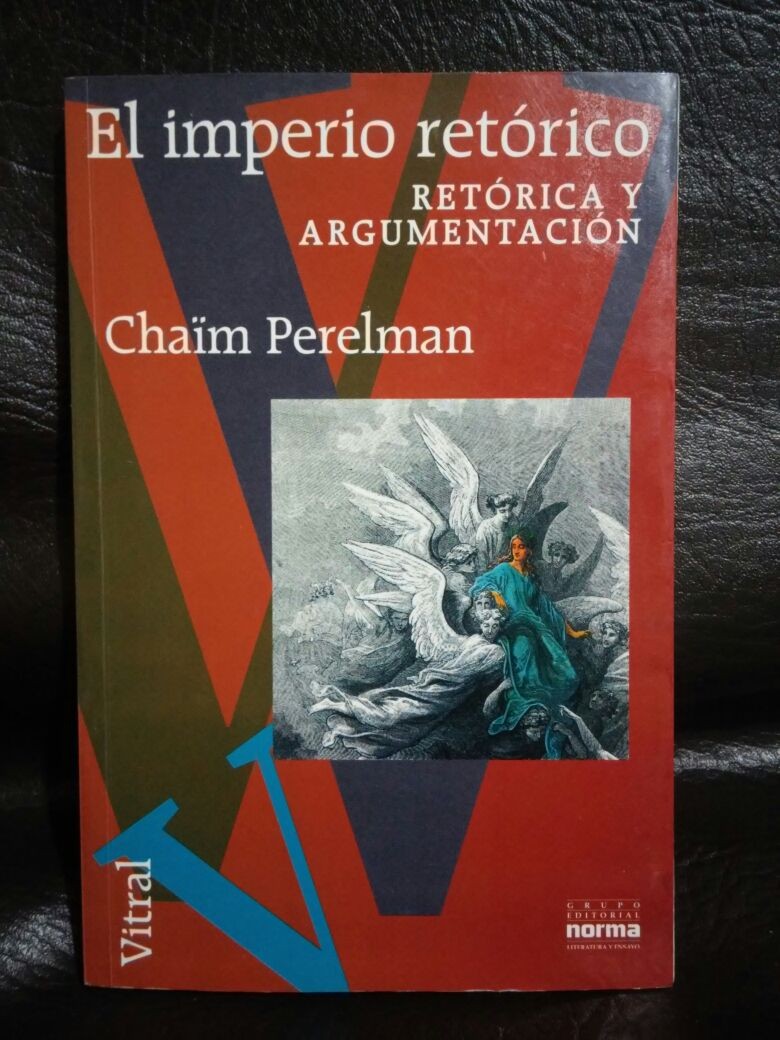 El imperio retórico
RETÓRICA Y
ARGUMENTACIÓN
Chaïm Perelman
Vitral
V
GRUPO
EDITORIAL
norma
LITERATURA Y ENSAYO